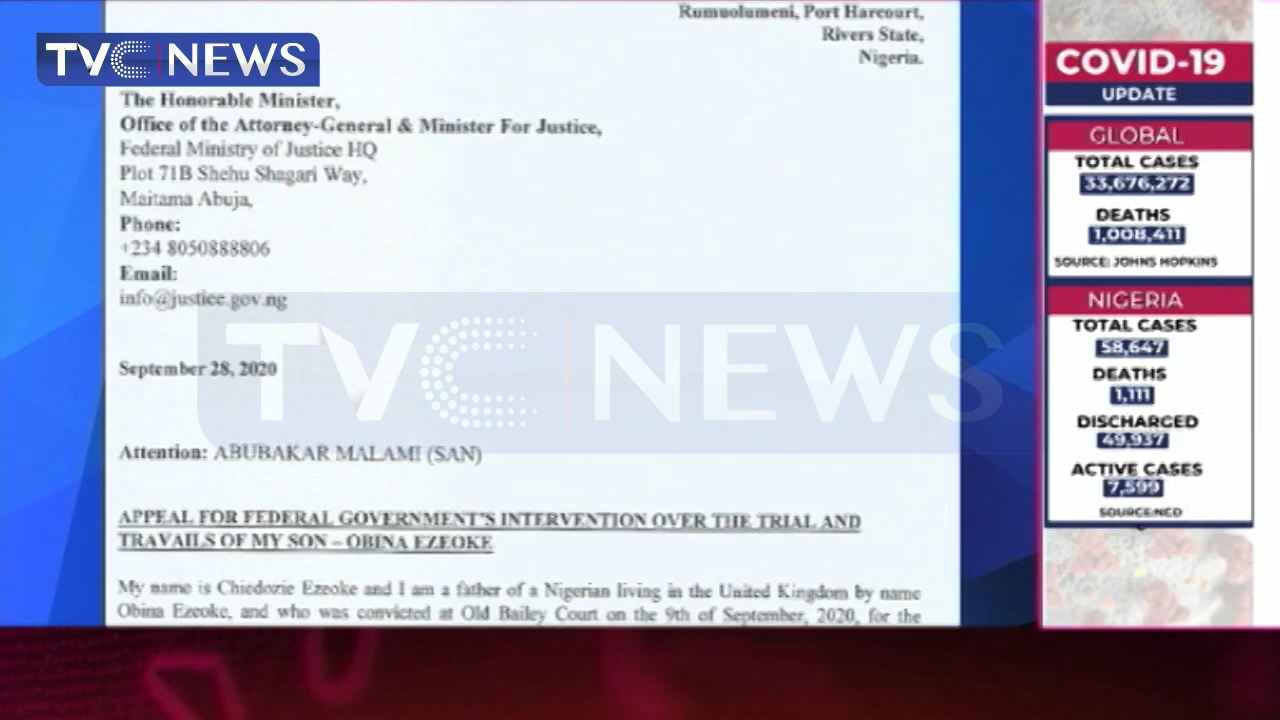 TVC NEWS
Rumuolumeni, Port Harcourt,
Rivers State,
Nigeria.
The Honorable Minister,
Office of the Attorney-General & Minister For Justice,
Federal Ministry of Justice HQ
Plot 71B Shehu Shagari Way,
Maitama Abuja,
Phone:
+234 8050888806
Email:
info@justice.gov.ng
TVC NEWS
September 28, 2020
Attention: ABUBAKAR MALAMI (SAN)
APPEAL FOR FEDERAL GOVERNMENT'S INTERVENTION OVER THE TRIAL AND
TRAVAILS OF MY SON – OBINA EZEOKE
My name is Chiedozie Ezeoke and I am a father of a Nigerian living in the United Kingdom by name
Obina Ezeoke, and who was convicted at Old Bailey Court on the 9th of September, 2020, for the
COVID-19
UPDATE
GLOBAL
TOTAL CASES
33,676,272
DEATHS
1,008,411
SOURCE: JOHNS HOPKINS
NIGERIA
TOTAL CASES
58,647
DEATHS
1,111
DISCHARGED
49,937
ACTIVE CASES
7,599
SOURCE:NCD